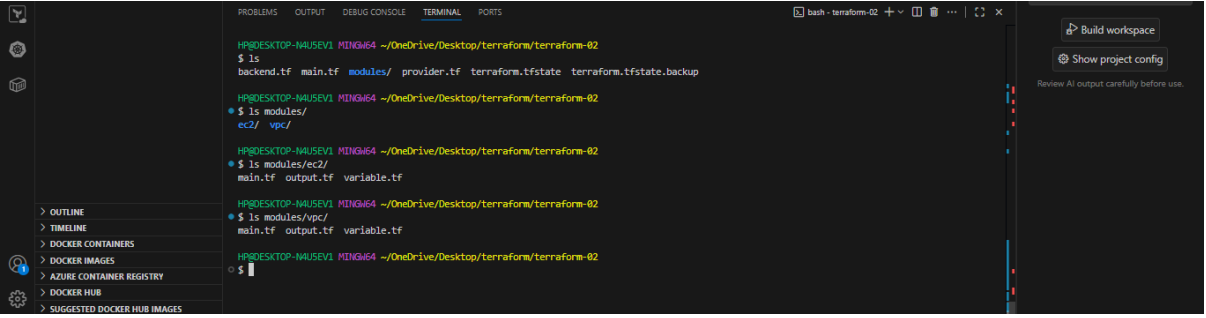 PROBLEMS OUTPUT DEBUG CONSOLE TERMINAL PORTS bash - terraform-02
HP@DESKTOP-N4U5EV1 MINGW64 ~/OneDrive/Desktop/terraform/terraform-02
$ ls
backend.tf main.tf modules/ provider.tf terraform.tfstate terraform.tfstate.backup
HP@DESKTOP-N4U5EV1 MINGW64 ~/OneDrive/Desktop/terraform/terraform-02
$ ls modules/
ec2/ vpc/
HP@DESKTOP-N4U5EV1 MINGW64 ~/OneDrive/Desktop/terraform/terraform-02
$ ls modules/ec2/
main.tf output.tf variable.tf
HP@DESKTOP-N4U5EV1 MINGW64 ~/OneDrive/Desktop/terraform/terraform-02
$ ls modules/vpc/
main.tf output.tf variable.tf
HP@DESKTOP-N4U5EV1 MINGW64 ~/OneDrive/Desktop/terraform/terraform-02
$
OUTLINE
TIMELINE
DOCKER CONTAINERS
DOCKER IMAGES
AZURE CONTAINER REGISTRY
DOCKER HUB
SUGGESTED DOCKER HUB IMAGES
1
Build workspace
Show project config
Review AI output carefully before use.